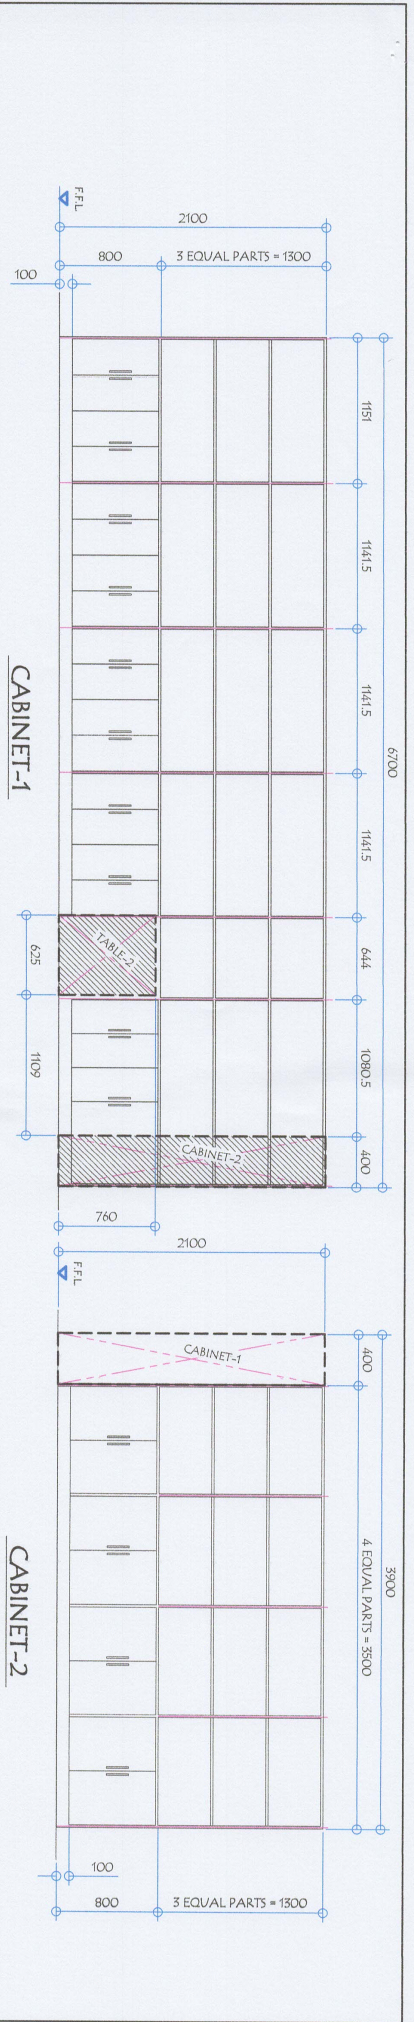 F.F.L
2100
800
3 EQUAL PARTS = 1300
100
6700
1151
1141.5
1141.5
1141.5
644
1080.5
400
TABLE-2
CABINET-2
625
1109
760
CABINET-1
F.F.L
2100
3900
400
4 EQUAL PARTS = 3500
CABINET-1
100
800
3 EQUAL PARTS = 1300
CABINET-2